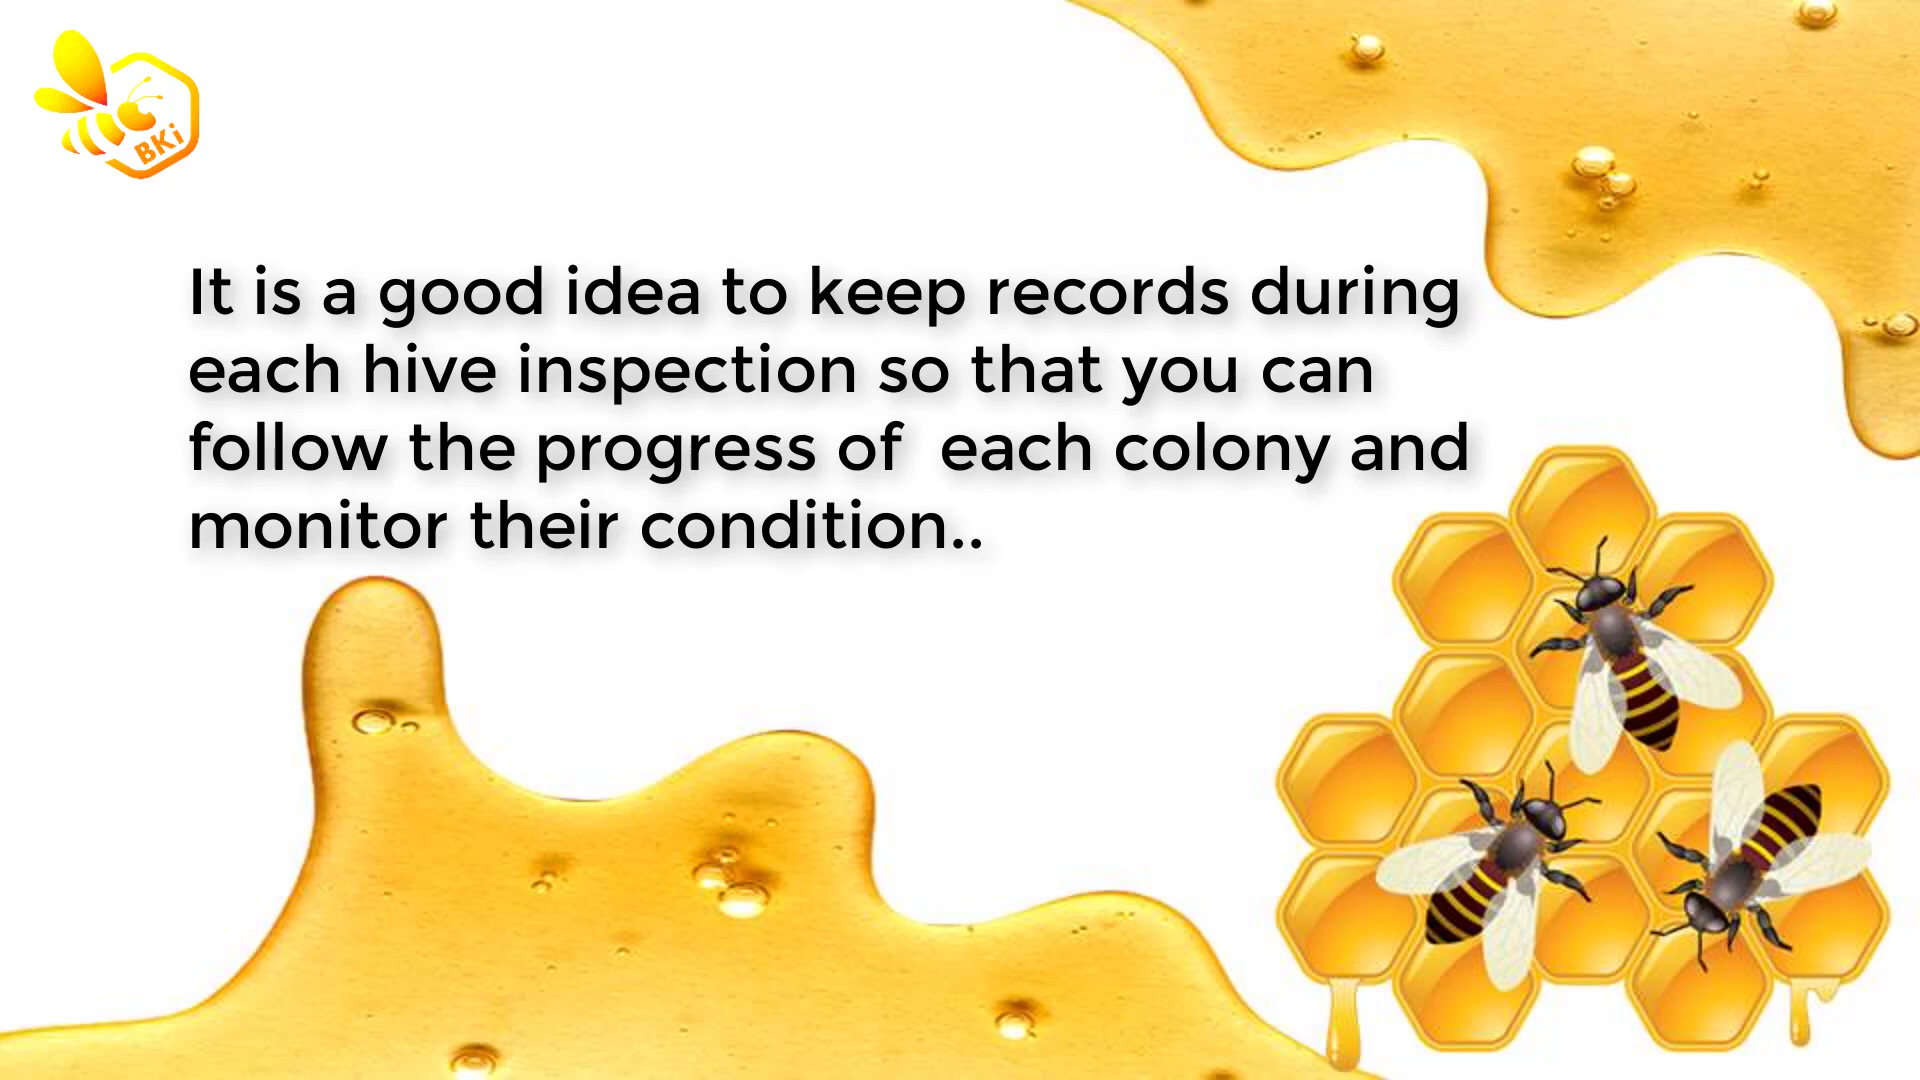 BKi
It is a good idea to keep records during
each hive inspection so that you can
follow the progress of  each colony and
monitor their condition..